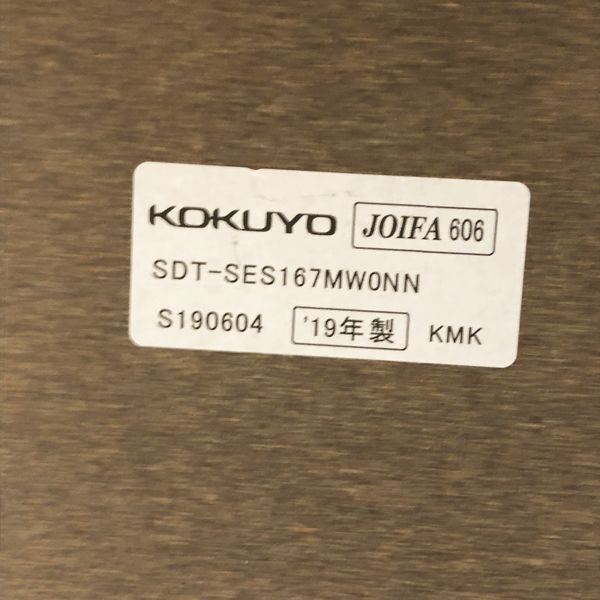 KOKUYO JOIFA 606
SDT-SES167MW0NN
S190604 '19年製 KMK